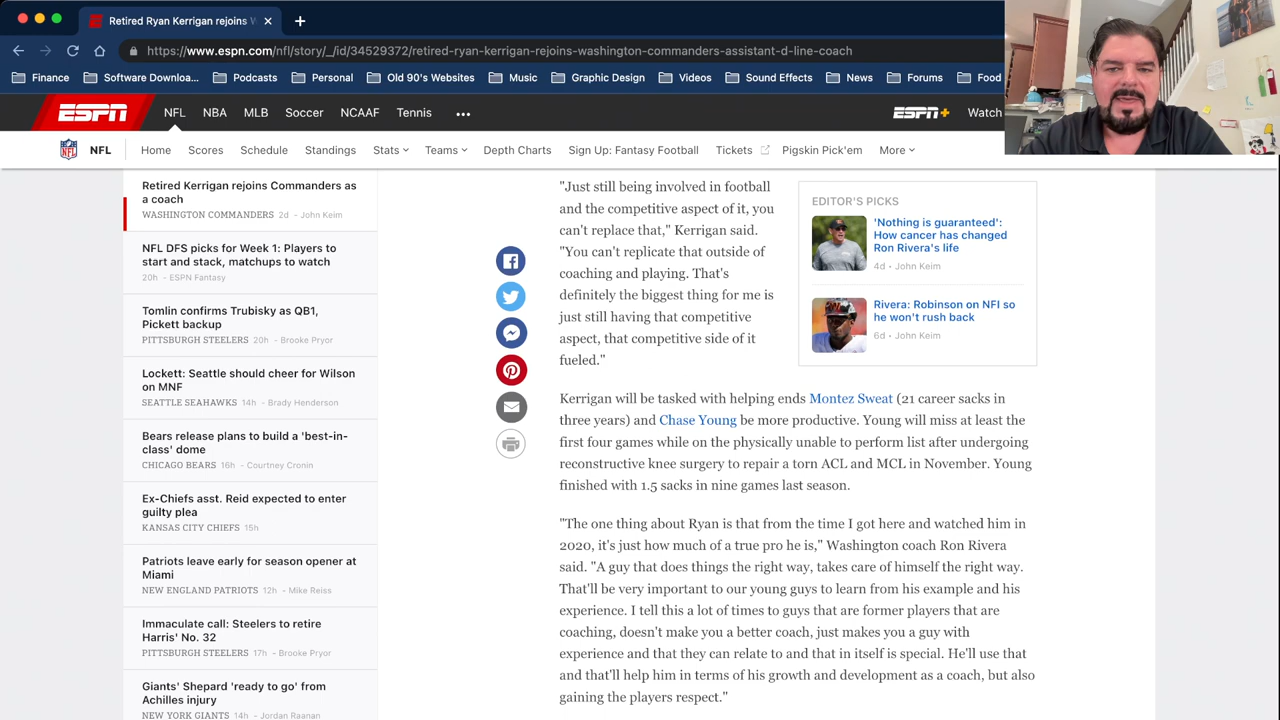 Retired Ryan Kerrigan rejoins W
https://www.espn.com/nfl/story/_/id/34529372/retired-ryan-kerrigan-rejoins-washington-commanders-assistant-d-line-coach
Finance Software Downloa... Podcasts Personal Old 90's Websites Music Graphic Design Videos Sound Effects News Forums Food
ESPN NFL NBA MLB Soccer NCAAF Tennis ••• ESPN+ Watch
NFL Home Scores Schedule Standings Stats Teams Depth Charts Sign Up: Fantasy Football Tickets Pigskin Pick'em More
Retired Kerrigan rejoins Commanders as
a coach
WASHINGTON COMMANDERS 2d • John Keim
NFL DFS picks for Week 1: Players to
start and stack, matchups to watch
20h • ESPN Fantasy
Tomlin confirms Trubisky as QB1,
Pickett backup
PITTSBURGH STEELERS 20h • Brooke Pryor
Lockett: Seattle should cheer for Wilson
on MNF
SEATTLE SEAHAWKS 14h • Brady Henderson
Bears release plans to build a 'best-in-
class' dome
CHICAGO BEARS 16h • Courtney Cronin
Ex-Chiefs asst. Reid expected to enter
guilty plea
KANSAS CITY CHIEFS 15h
Patriots leave early for season opener at
Miami
NEW ENGLAND PATRIOTS 12h • Mike Reiss
Immaculate call: Steelers to retire
Harris' No. 32
PITTSBURGH STEELERS 17h • Brooke Pryor
Giants' Shepard 'ready to go' from
Achilles injury
NEW YORK GIANTS 14h • Jordan Raanan
"Just still being involved in football
and the competitive aspect of it, you
can't replace that," Kerrigan said.
"You can't replicate that outside of
coaching and playing. That's
definitely the biggest thing for me is
just still having that competitive
aspect, that competitive side of it
fueled."
EDITOR'S PICKS
'Nothing is guaranteed':
How cancer has changed
Ron Rivera's life
4d • John Keim
Rivera: Robinson on NFI so
he won't rush back
6d • John Keim
Kerrigan will be tasked with helping ends Montez Sweat (21 career sacks in
three years) and Chase Young be more productive. Young will miss at least the
first four games while on the physically unable to perform list after undergoing
reconstructive knee surgery to repair a torn ACL and MCL in November. Young
finished with 1.5 sacks in nine games last season.
"The one thing about Ryan is that from the time I got here and watched him in
2020, it's just how much of a true pro he is," Washington coach Ron Rivera
said. "A guy that does things the right way, takes care of himself the right way.
That'll be very important to our young guys to learn from his example and his
experience. I tell this a lot of times to guys that are former players that are
coaching, doesn't make you a better coach, just makes you a guy with
experience and that they can relate to and that in itself is special. He'll use that
and that'll help him in terms of his growth and development as a coach, but also
gaining the players respect."